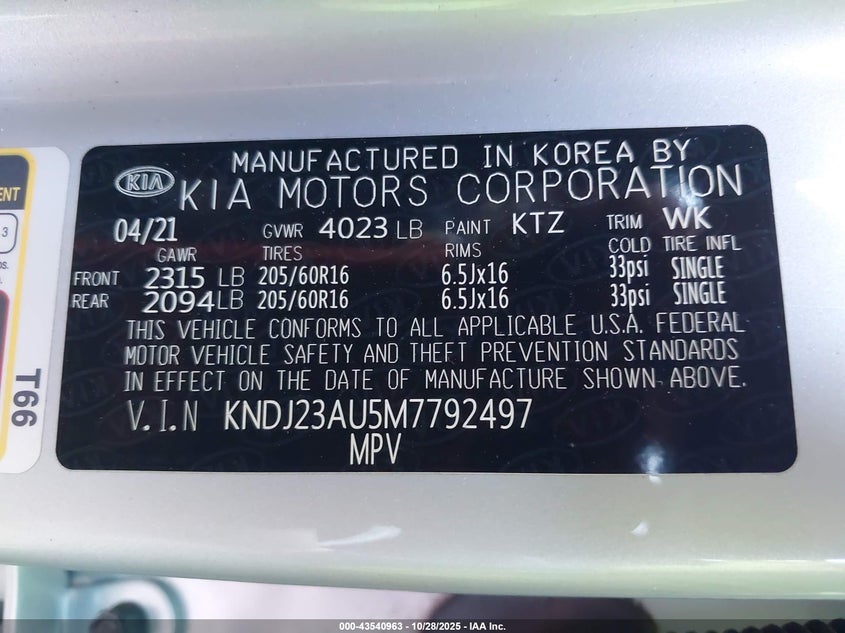 MANUFACTURED IN KOREA BY
KIA KIA MOTORS CORPORATION
04/21 GVWR 4023 LB PAINT KTZ TRIM WK
GAWR TIRES RIMS COLD TIRE INFL
FRONT 2315 LB 205/60R16 6.5Jx16 33psi SINGLE
REAR 2094 LB 205/60R16 6.5Jx16 33psi SINGLE
THIS VEHICLE CONFORMS TO ALL APPLICABLE U.S.A. FEDERAL
MOTOR VEHICLE SAFETY AND THEFT PREVENTION STANDARDS
IN EFFECT ON THE DATE OF MANUFACTURE SHOWN ABOVE.
V.I.N KNDJ23AU5M7792497
MPV
T66
3
000-43540963 - 10/28/2025 - IAA Inc.